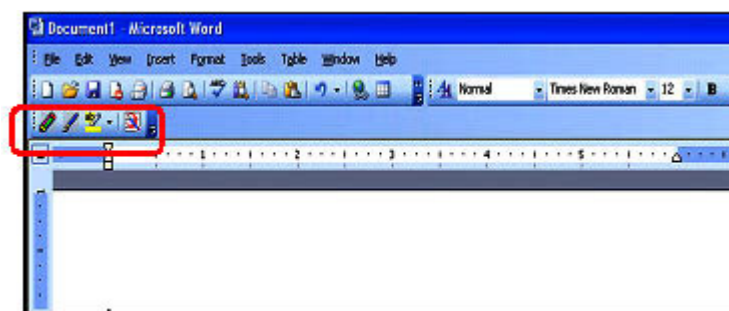 Document1 - Microsoft Word
File Edit View Insert Format Tools Table Window Help
Normal Times New Roman 12 B
1 2 3 4 5